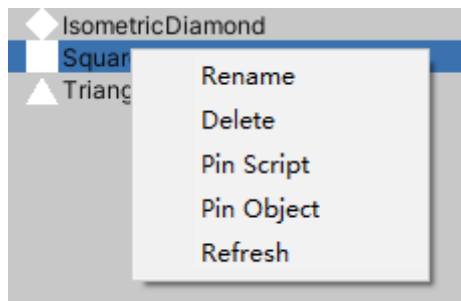 IsometricDiamond
Squar
Triang
Rename
Delete
Pin Script
Pin Object
Refresh